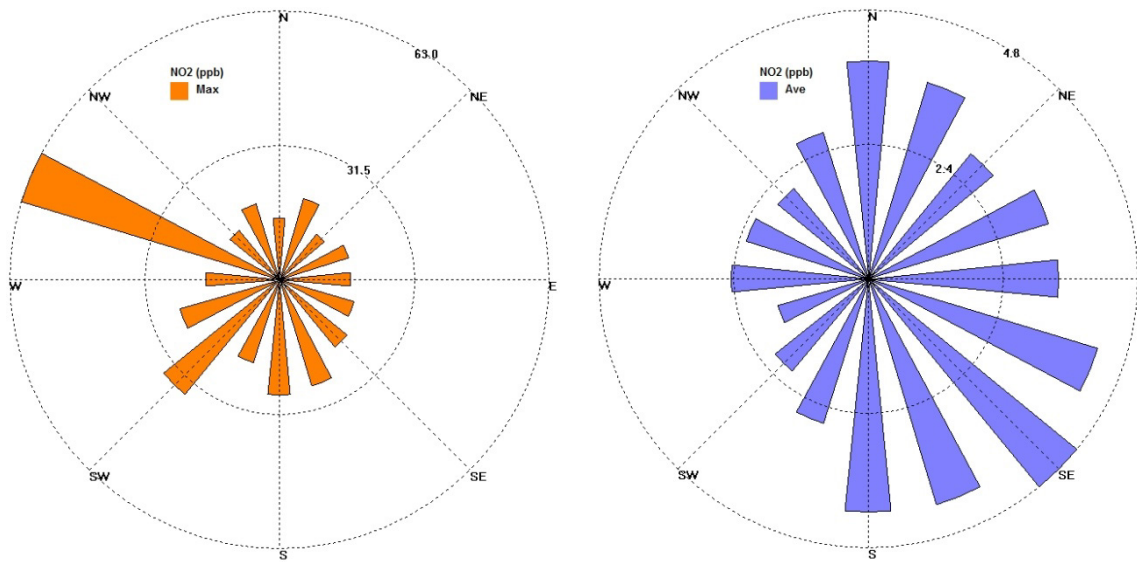 N
63.0
NO2 (ppb)
Max
NW
NE
31.5
W
E
SW
SE
S
N
4.8
NO2 (ppb)
Ave
NW
NE
2.4
W
SW
SE
S